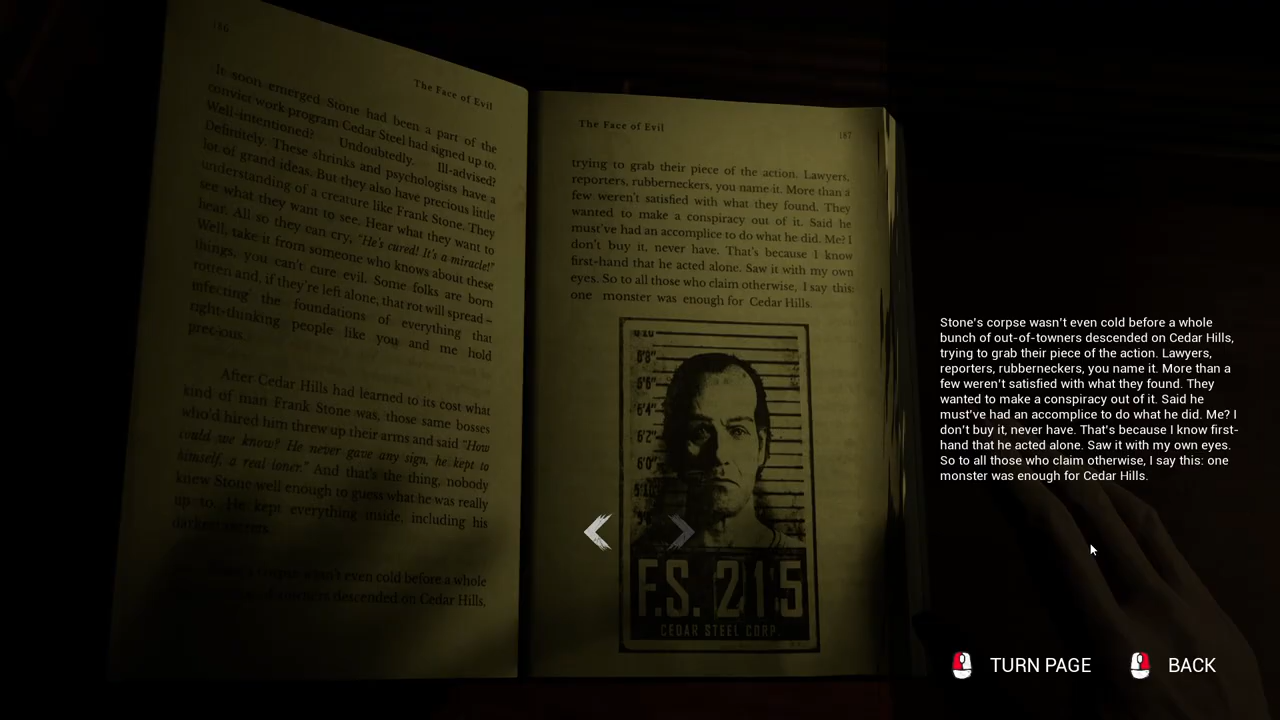 186
The Face of Evil
It soon emerged Stone had been a part of the
convict work program Cedar Steel had signed up to.
Well-intentioned? Undoubtedly. Ill-advised?
Definitely. These shrinks and psychologists have a
lot of grand ideas. But they also have precious little
understanding of a creature like Frank Stone. They
see what they want to see. Hear what they want to
hear. All so they can cry, "He's cured! It's a miracle!"
Well, take it from someone who knows about these
things, you can't cure evil. Some folks are born
rotten and, if they're left alone, that rot will spread –
infecting the foundations of everything that
right-thinking people like you and me hold
precious.
After Cedar Hills had learned to its cost what
kind of man Frank Stone was, those same bosses
who'd hired him threw up their arms and said "How
could we know? He never gave any sign, he kept to
himself, a real loner." And that's the thing, nobody
knew Stone well enough to guess what he was really
up to. He kept everything inside, including his
darkest secrets.
corpse wasn't even cold before a whole
descended on Cedar Hills,
The Face of Evil
187
trying to grab their piece of the action. Lawyers,
reporters, rubberneckers, you name it. More than a
few weren't satisfied with what they found. They
wanted to make a conspiracy out of it. Said he
must've had an accomplice to do what he did. Me? I
don't buy it, never have. That's because I know
first-hand that he acted alone. Saw it with my own
eyes. So to all those who claim otherwise, I say this:
one monster was enough for Cedar Hills.
6'8"
6'6"
6'4"
6'2"
6'0"
5'10"
F.S. 215
CEDAR STEEL CORP.
Stone's corpse wasn't even cold before a whole
bunch of out-of-towners descended on Cedar Hills,
trying to grab their piece of the action. Lawyers,
reporters, rubberneckers, you name it. More than a
few weren't satisfied with what they found. They
wanted to make a conspiracy out of it. Said he
must've had an accomplice to do what he did. Me? I
don't buy it, never have. That's because I know first-
hand that he acted alone. Saw it with my own eyes.
So to all those who claim otherwise, I say this: one
monster was enough for Cedar Hills.
TURN PAGE
BACK